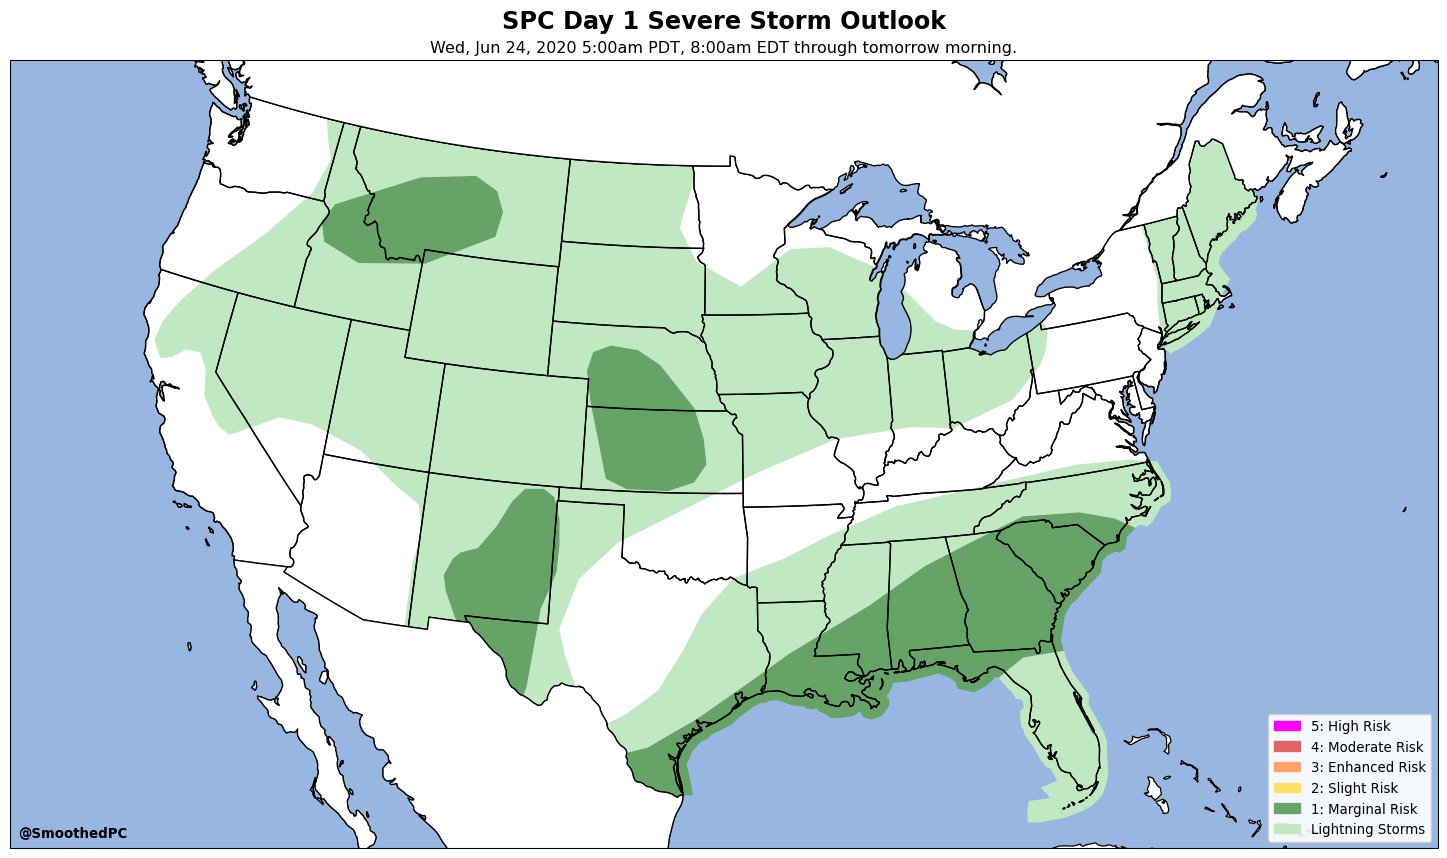 SPC Day 1 Severe Storm Outlook
Wed, Jun 24, 2020 5:00am PDT, 8:00am EDT through tomorrow morning.
5: High Risk
4: Moderate Risk
3: Enhanced Risk
2: Slight Risk
1: Marginal Risk
Lightning Storms
@SmoothedPC